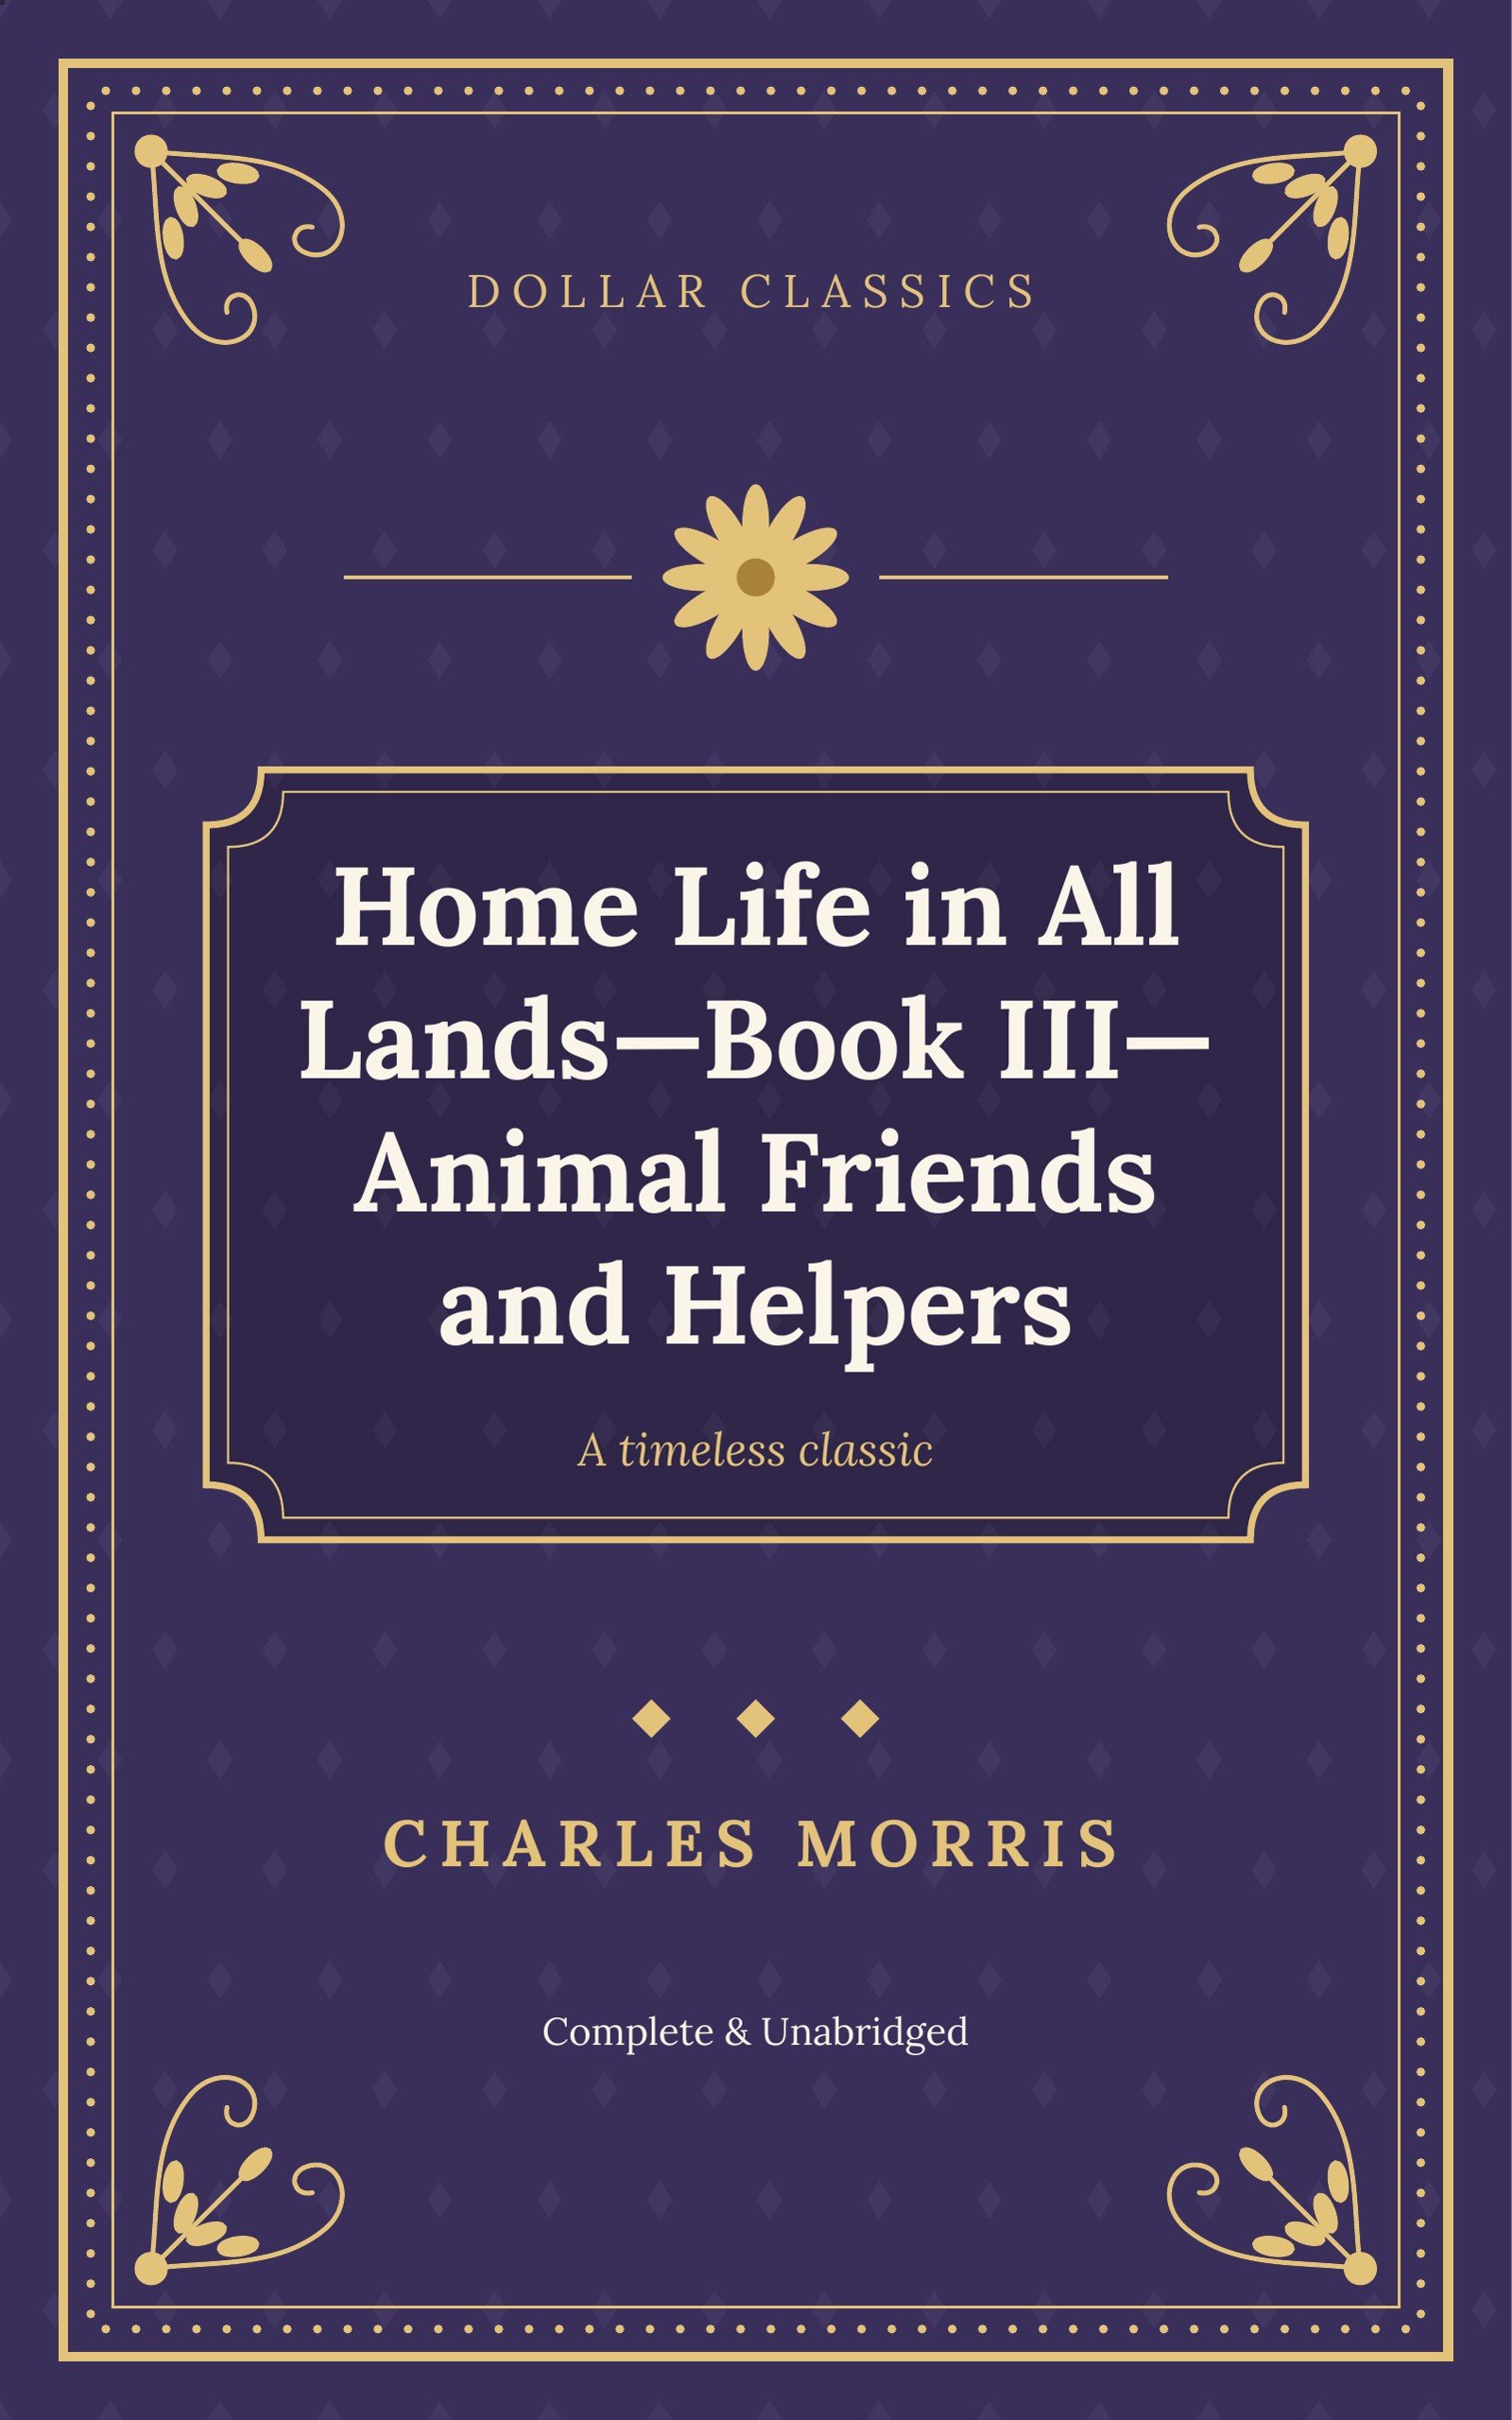 DOLLAR CLASSICS
Home Life in All
Lands—Book III—
Animal Friends
and Helpers
A timeless classic
CHARLES MORRIS
Complete & Unabridged